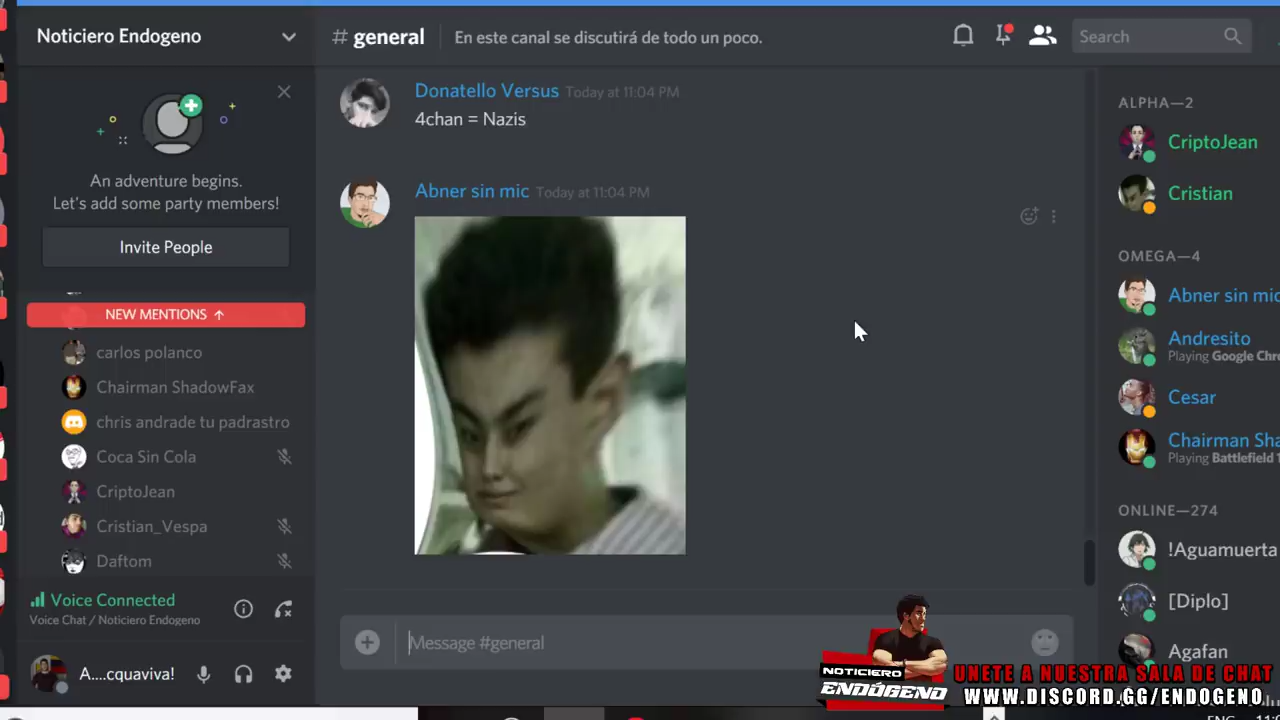 Noticiero Endogeno
# general
En este canal se discutirá de todo un poco.
Search
An adventure begins.
Let's add some party members!
Invite People
NEW MENTIONS ↑
carlos polanco
Chairman ShadowFax
chris andrade tu padrastro
Coca Sin Cola
CriptoJean
Cristian_Vespa
Daftom
Voice Connected
Voice Chat / Noticiero Endogeno
A....cquaviva!
Donatello Versus Today at 11:04 PM
4chan = Nazis
Abner sin mic Today at 11:04 PM
Message #general
ALPHA—2
CriptoJean
Cristian
OMEGA—4
Abner sin mic
Andresito
Playing Google Chro
Cesar
Chairman Sha
Playing Battlefield 1
ONLINE—274
!Aguamuerta
[Diplo]
Agafan
NOTICIERO
ENDÓGENO
UNETE A NUESTRA SALA DE CHAT
WWW.DISCORD.GG/ENDOGENO